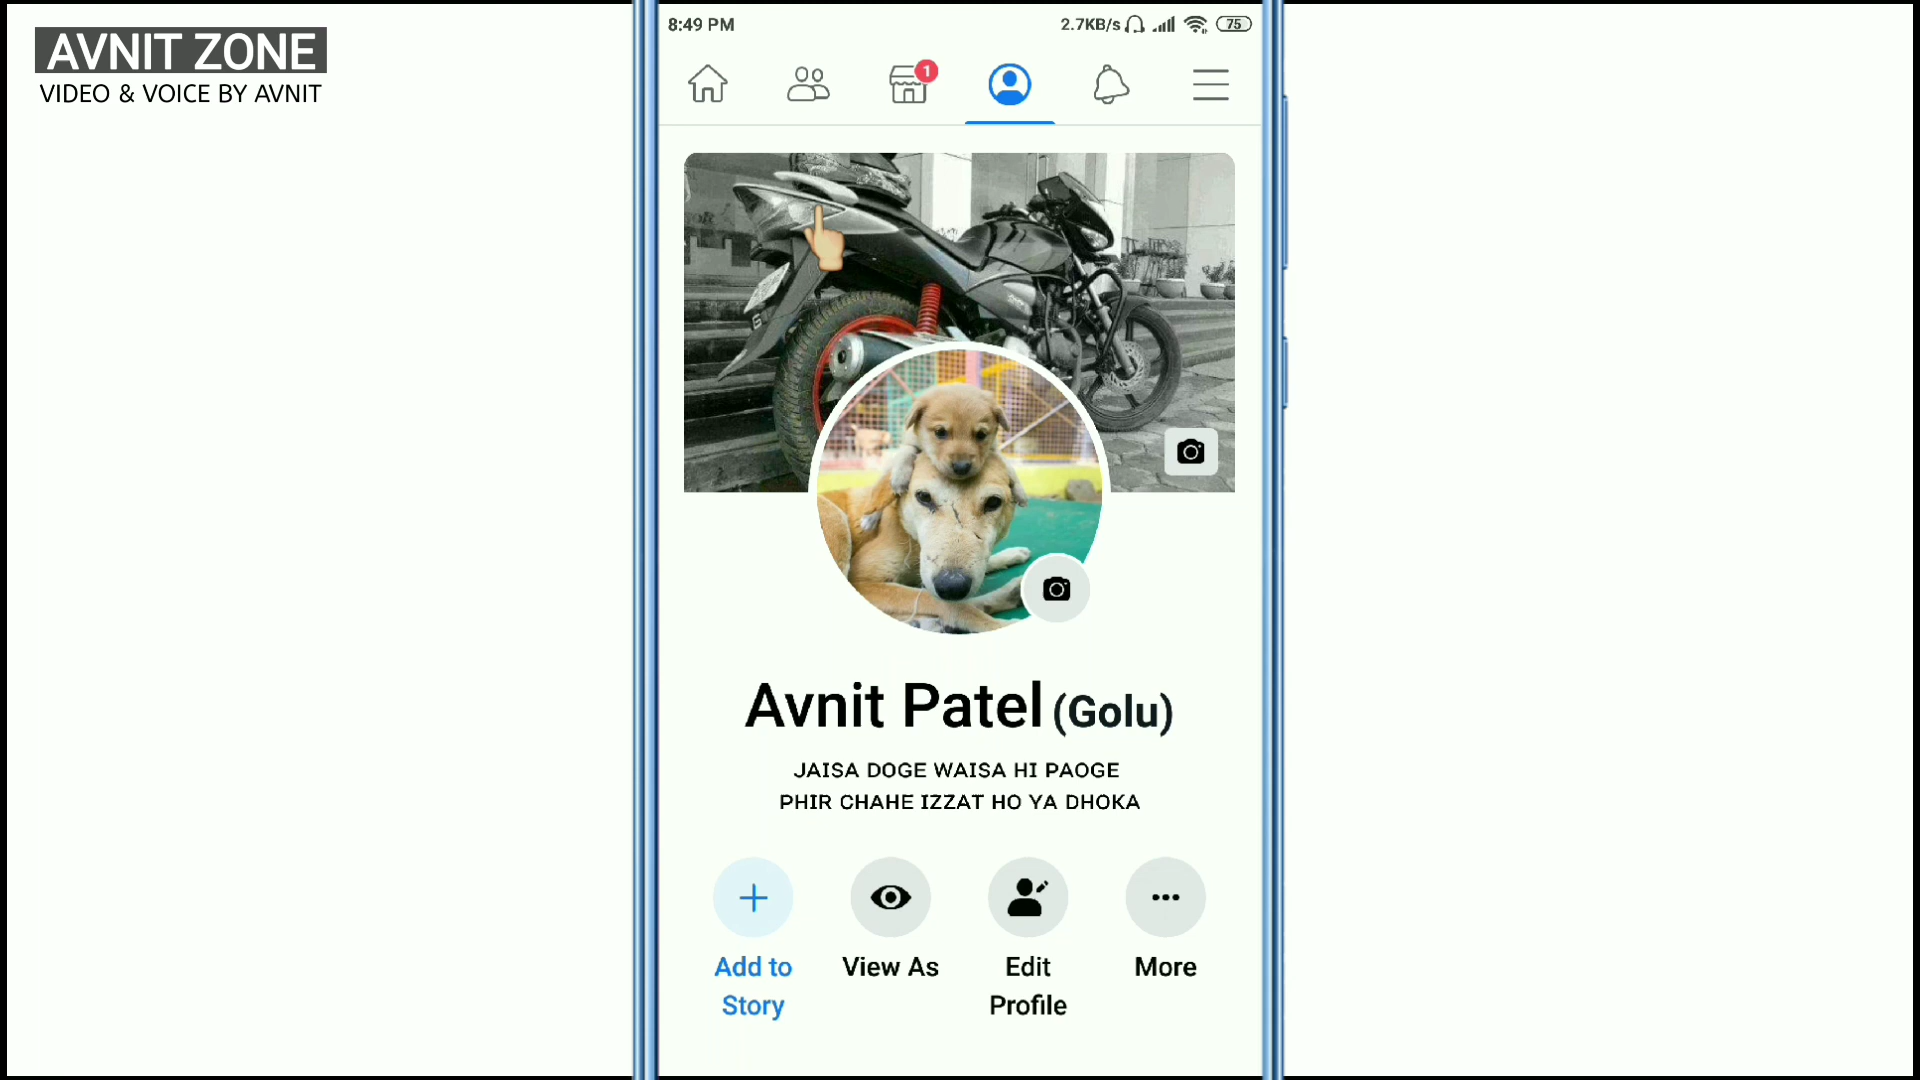 AVNIT ZONE
VIDEO & VOICE BY AVNIT
8:49 PM
2.7KB/s
75
1
Avnit Patel (Golu)
JAISA DOGE WAISA HI PAOGE
PHIR CHAHE IZZAT HO YA DHOKA
Add to
Story
View As
Edit
Profile
More